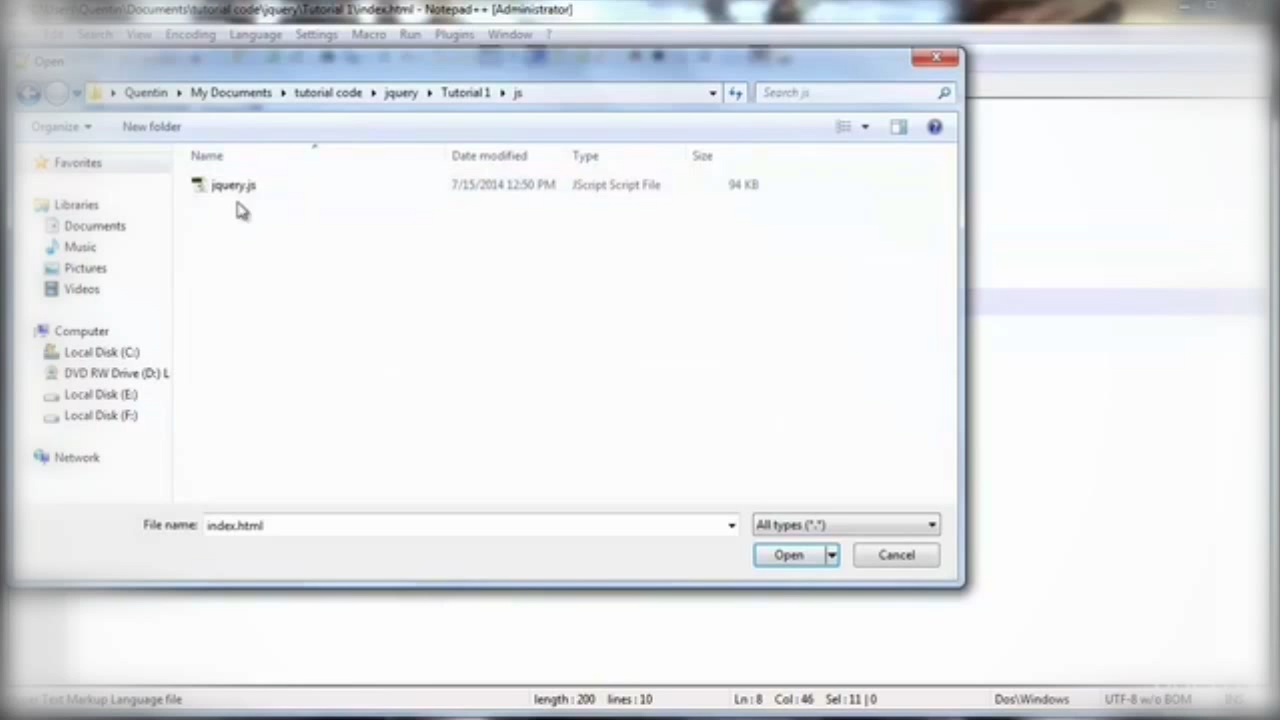 \Quentin\Documents\tutorial code\jquery\Tutorial 1\index.html - Notepad++ [Administrator]
Edit Search View Encoding Language Settings Macro Run Plugins Window ?
Open
Quentin My Documents tutorial code jquery Tutorial 1 js Search js
Organize New folder
Name Date modified Type Size
jquery.js 7/15/2014 12:50 PM JScript Script File 94 KB
Favorites
Libraries
Documents
Music
Pictures
Videos
Computer
Local Disk (C:)
DVD RW Drive (D:) L
Local Disk (E:)
Local Disk (F:)
Network
File name: index.html All types (*.*)
Open Cancel
Text Markup Language file length : 200 lines : 10 Ln : 8 Col : 46 Sel : 11 | 0 Dos\Windows UTF-8 w/o BOM INS